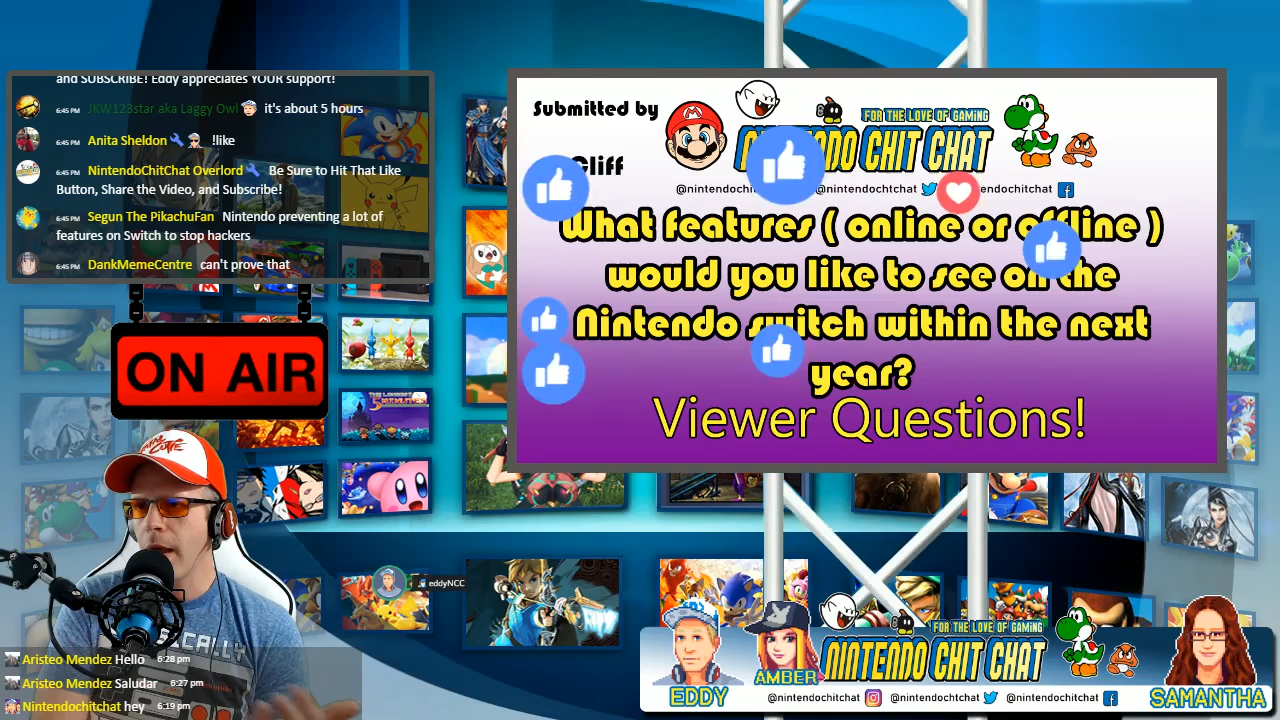 and SUBSCRIBE! Eddy appreciates YOUR support!
6:45 PM JKW123star aka Laggy Owl it's about 5 hours
6:45 PM Anita Sheldon !like
6:45 PM NintendoChitChat Overlord Be Sure to Hit That Like
Button, Share the Video, and Subscribe!
6:45 PM Segun The PikachuFan Nintendo preventing a lot of
features on Switch to stop hackers
6:45 PM DankMemeCentre can't prove that
ON AIR
Submitted by
Cliff
FOR THE LOVE OF GAMING
NINTENDO CHIT CHAT
What features ( online or offline )
would you like to see on the
Nintendo switch within the next
year?
Viewer Questions!
5 MINUTES
eddyNCC
Aristeo Mendez Hello 6:28 pm
Aristeo Mendez Saludar 6:27 pm
Nintendochitchat hey 6:19 pm
EDDY
AMBER
FOR THE LOVE OF GAMING
NINTENDO CHIT CHAT
@nintendochitchat @nintendochtchat @nintendochitchat
SAMANTHA